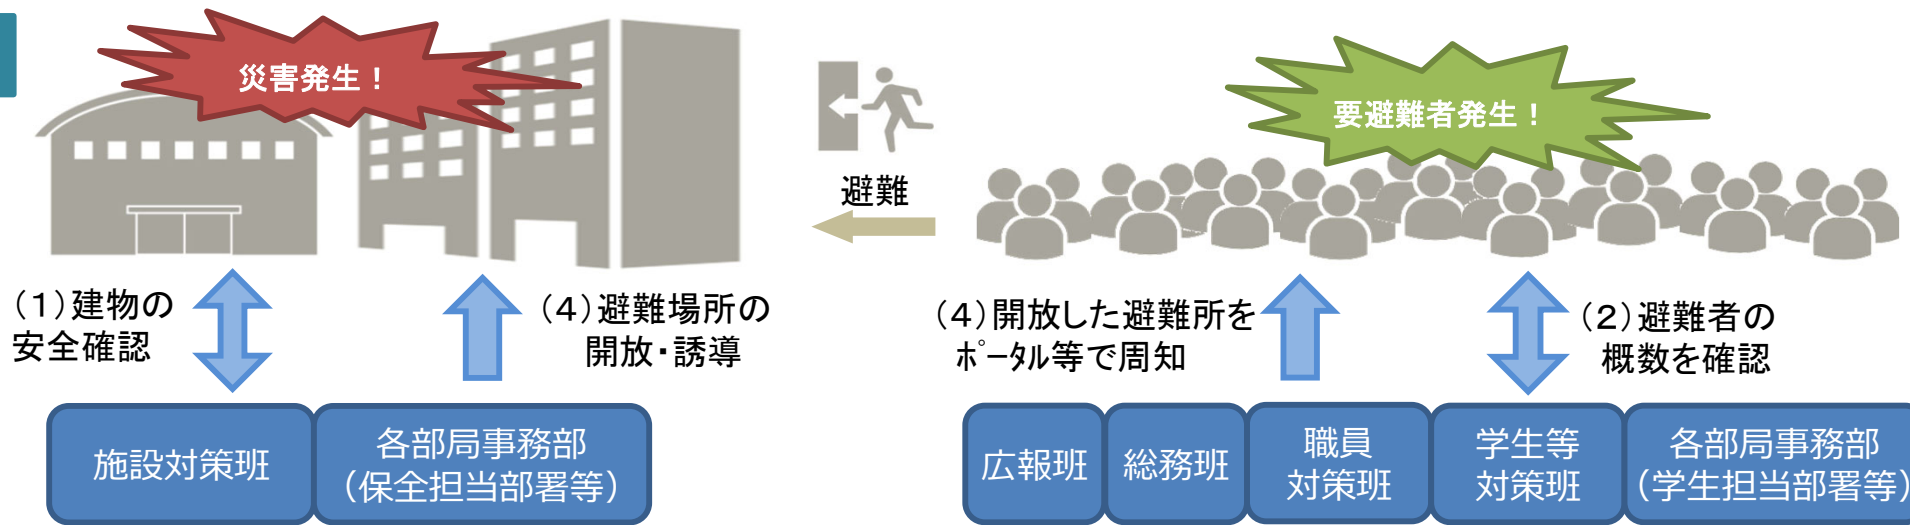 災害発生！
要避難者発生！
避難
（１）建物の
安全確認
（４）避難場所の
開放・誘導
（４）開放した避難所を
ﾎﾟｰﾀﾙ等で周知
（２）避難者の
概数を確認
施設対策班
各部局事務部
（保全担当部署等）
広報班
総務班
職員
対策班
学生等
対策班
各部局事務部
（学生担当部署等）